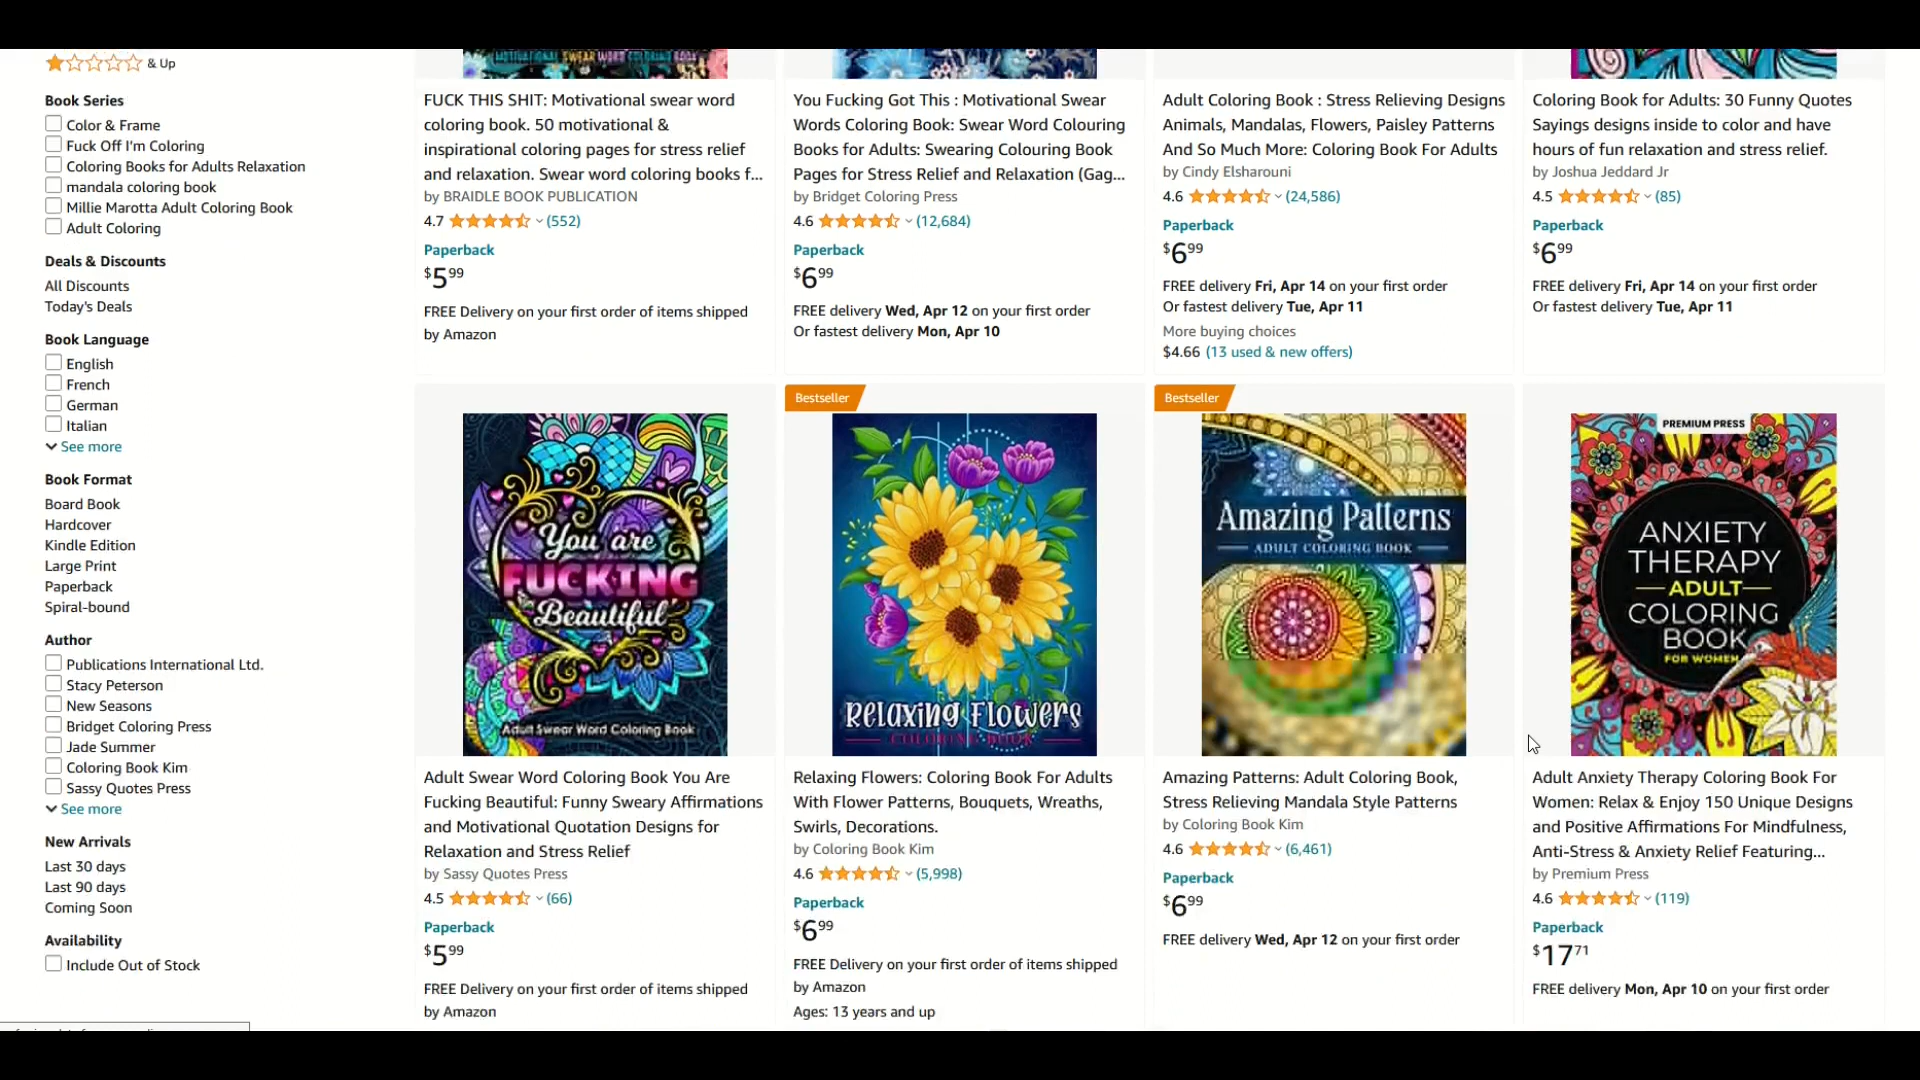 & Up
Book Series
Color & Frame
Fuck Off I'm Coloring
Coloring Books for Adults Relaxation
mandala coloring book
Millie Marotta Adult Coloring Book
Adult Coloring
Deals & Discounts
All Discounts
Today's Deals
Book Language
English
French
German
Italian
See more
Book Format
Board Book
Hardcover
Kindle Edition
Large Print
Paperback
Spiral-bound
Author
Publications International Ltd.
Stacy Peterson
New Seasons
Bridget Coloring Press
Jade Summer
Coloring Book Kim
Sassy Quotes Press
See more
New Arrivals
Last 30 days
Last 90 days
Coming Soon
Availability
Include Out of Stock
MOTIVATIONAL SWEAR WORD COLORING BOOK
FUCK THIS SHIT: Motivational swear word
coloring book. 50 motivational &
inspirational coloring pages for stress relief
and relaxation. Swear word coloring books f...
by BRAIDLE BOOK PUBLICATION
4.7 (552)
Paperback
$5 99
FREE Delivery on your first order of items shipped
by Amazon
You Fucking Got This : Motivational Swear
Words Coloring Book: Swear Word Colouring
Books for Adults: Swearing Colouring Book
Pages for Stress Relief and Relaxation (Gag...
by Bridget Coloring Press
4.6 (12,684)
Paperback
$6 99
FREE delivery Wed, Apr 12 on your first order
Or fastest delivery Mon, Apr 10
Adult Coloring Book : Stress Relieving Designs
Animals, Mandalas, Flowers, Paisley Patterns
And So Much More: Coloring Book For Adults
by Cindy Elsharouni
4.6 (24,586)
Paperback
$6 99
FREE delivery Fri, Apr 14 on your first order
Or fastest delivery Tue, Apr 11
More buying choices
$4.66 (13 used & new offers)
Coloring Book for Adults: 30 Funny Quotes
Sayings designs inside to color and have
hours of fun relaxation and stress relief.
by Joshua Jeddard Jr
4.5 (85)
Paperback
$6 99
FREE delivery Fri, Apr 14 on your first order
Or fastest delivery Tue, Apr 11
You are
FUCKING
Beautiful
Adult Swear Word Coloring Book
Adult Swear Word Coloring Book You Are
Fucking Beautiful: Funny Sweary Affirmations
and Motivational Quotation Designs for
Relaxation and Stress Relief
by Sassy Quotes Press
4.5 (66)
Paperback
$5 99
FREE Delivery on your first order of items shipped
by Amazon
Bestseller
RELAXING FLOWERS
COLORING BOOK
Relaxing Flowers: Coloring Book For Adults
With Flower Patterns, Bouquets, Wreaths,
Swirls, Decorations.
by Coloring Book Kim
4.6 (5,998)
Paperback
$6 99
FREE Delivery on your first order of items shipped
by Amazon
Ages: 13 years and up
Bestseller
Amazing Patterns
ADULT COLORING BOOK
Amazing Patterns: Adult Coloring Book,
Stress Relieving Mandala Style Patterns
by Coloring Book Kim
4.6 (6,461)
Paperback
$6 99
FREE delivery Wed, Apr 12 on your first order
PREMIUM PRESS
ANXIETY
THERAPY
ADULT
COLORING
BOOK
FOR WOMEN
Adult Anxiety Therapy Coloring Book For
Women: Relax & Enjoy 150 Unique Designs
and Positive Affirmations For Mindfulness,
Anti-Stress & Anxiety Relief Featuring...
by Premium Press
4.6 (119)
Paperback
$17 71
FREE delivery Mon, Apr 10 on your first order